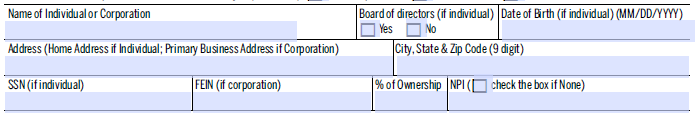 Name of Individual or Corporation Board of directors (if individual) Date of Birth (if individual) (MM/DD/YYYY)
Yes No
Address (Home Address if Individual; Primary Business Address if Corporation) City, State & Zip Code (9 digit)
SSN (if individual) FEIN (if corporation) % of Ownership NPI ( check the box if None)